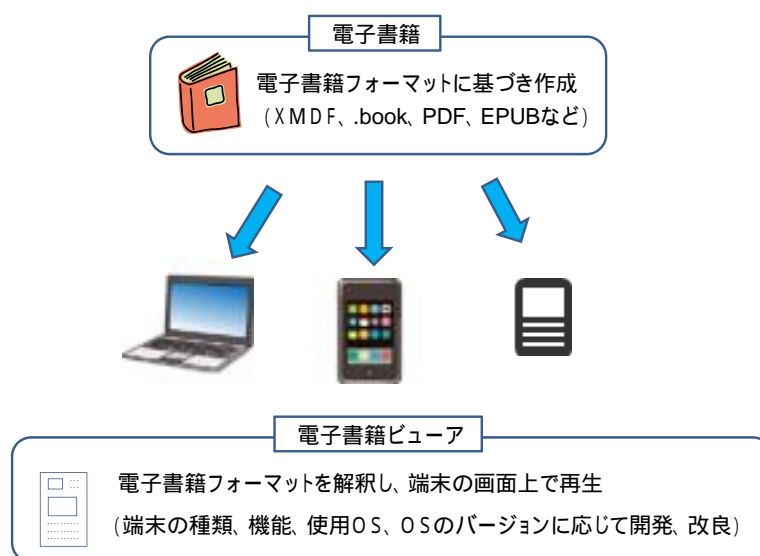 電子書籍
電子書籍フォーマットに基づき作成
(XMDF、.book、PDF、EPUBなど)
電子書籍ビューア
電子書籍フォーマットを解釈し、端末の画面上で再生
(端末の種類、機能、使用OS、OSのバージョンに応じて開発、改良)